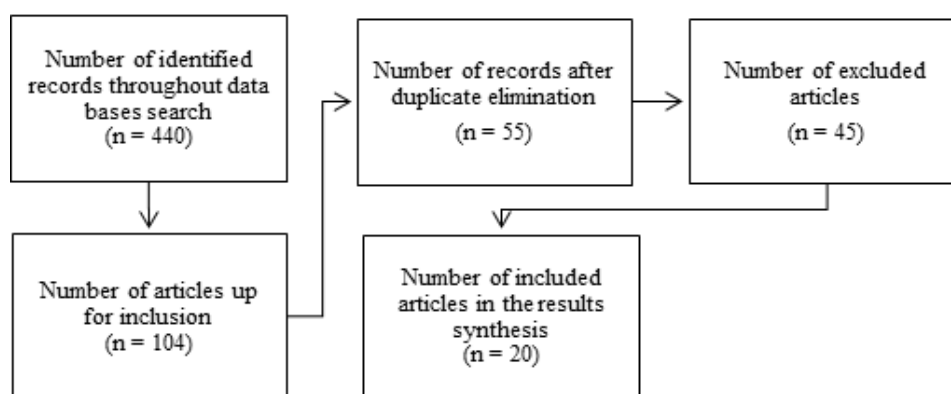 Number of identified
records throughout data
bases search
(n = 440)
Number of articles up
for inclusion
(n = 104)
Number of records after
duplicate elimination
(n = 55)
Number of excluded
articles
(n = 45)
Number of included
articles in the results
synthesis
(n = 20)